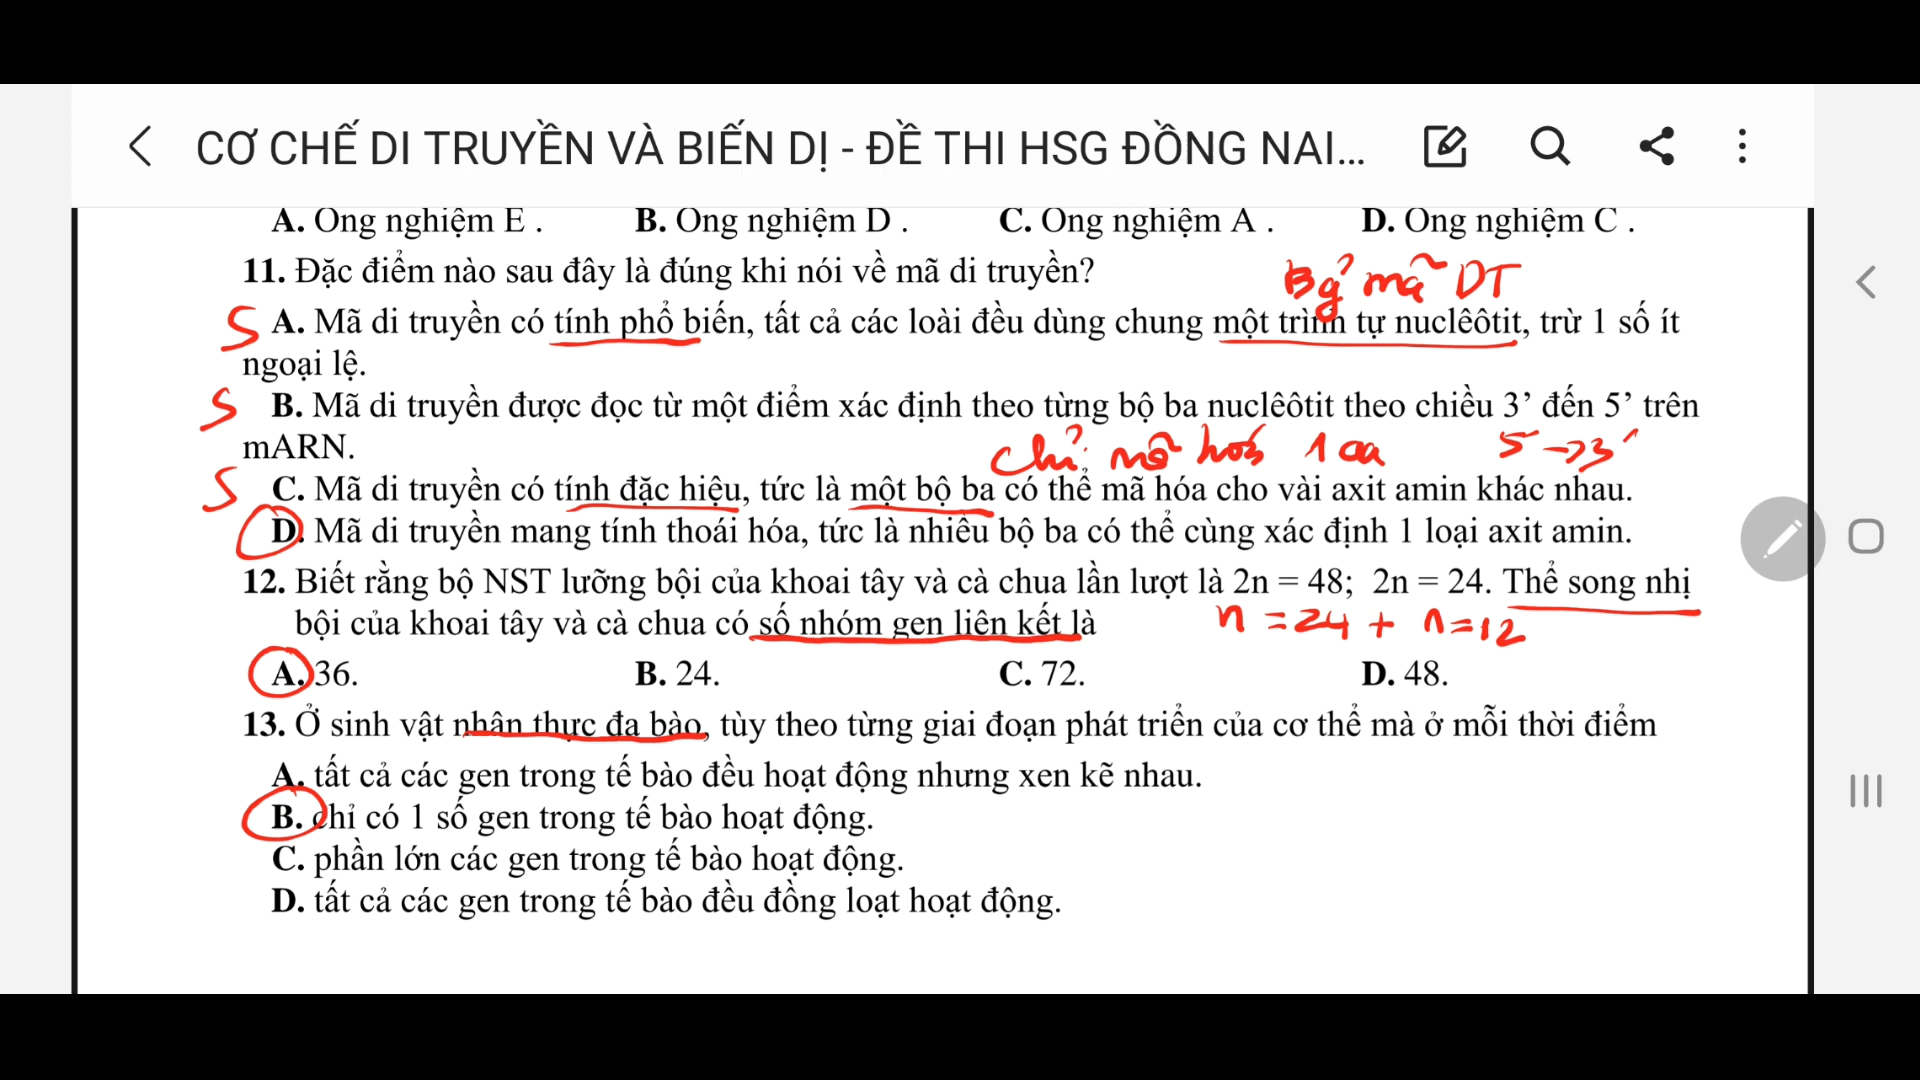 CƠ CHẾ DI TRUYỀN VÀ BIẾN DỊ - ĐỀ THI HSG ĐỒNG NAI...
A. Ống nghiệm E . B. Ống nghiệm D . C. Ống nghiệm A . D. Ống nghiệm C .
11. Đặc điểm nào sau đây là đúng khi nói về mã di truyền?
Bg̉ mã DT
S A. Mã di truyền có tính phổ biến, tất cả các loài đều dùng chung một trình tự nuclêôtit, trừ 1 số ít
ngoại lệ.
S B. Mã di truyền được đọc từ một điểm xác định theo từng bộ ba nuclêôtit theo chiều 3’ đến 5’ trên
mARN.
chỉ mã hoá 1 aa 5 -> 3'
S C. Mã di truyền có tính đặc hiệu, tức là một bộ ba có thể mã hóa cho vài axit amin khác nhau.
D. Mã di truyền mang tính thoái hóa, tức là nhiều bộ ba có thể cùng xác định 1 loại axit amin.
12. Biết rằng bộ NST lưỡng bội của khoai tây và cà chua lần lượt là 2n = 48; 2n = 24. Thể song nhị
bội của khoai tây và cà chua có số nhóm gen liên kết là n = 24 + n = 12
A. 36. B. 24. C. 72. D. 48.
13. Ở sinh vật nhân thực đa bào, tùy theo từng giai đoạn phát triển của cơ thể mà ở mỗi thời điểm
A. tất cả các gen trong tế bào đều hoạt động nhưng xen kẽ nhau.
B. chỉ có 1 số gen trong tế bào hoạt động.
C. phần lớn các gen trong tế bào hoạt động.
D. tất cả các gen trong tế bào đều đồng loạt hoạt động.